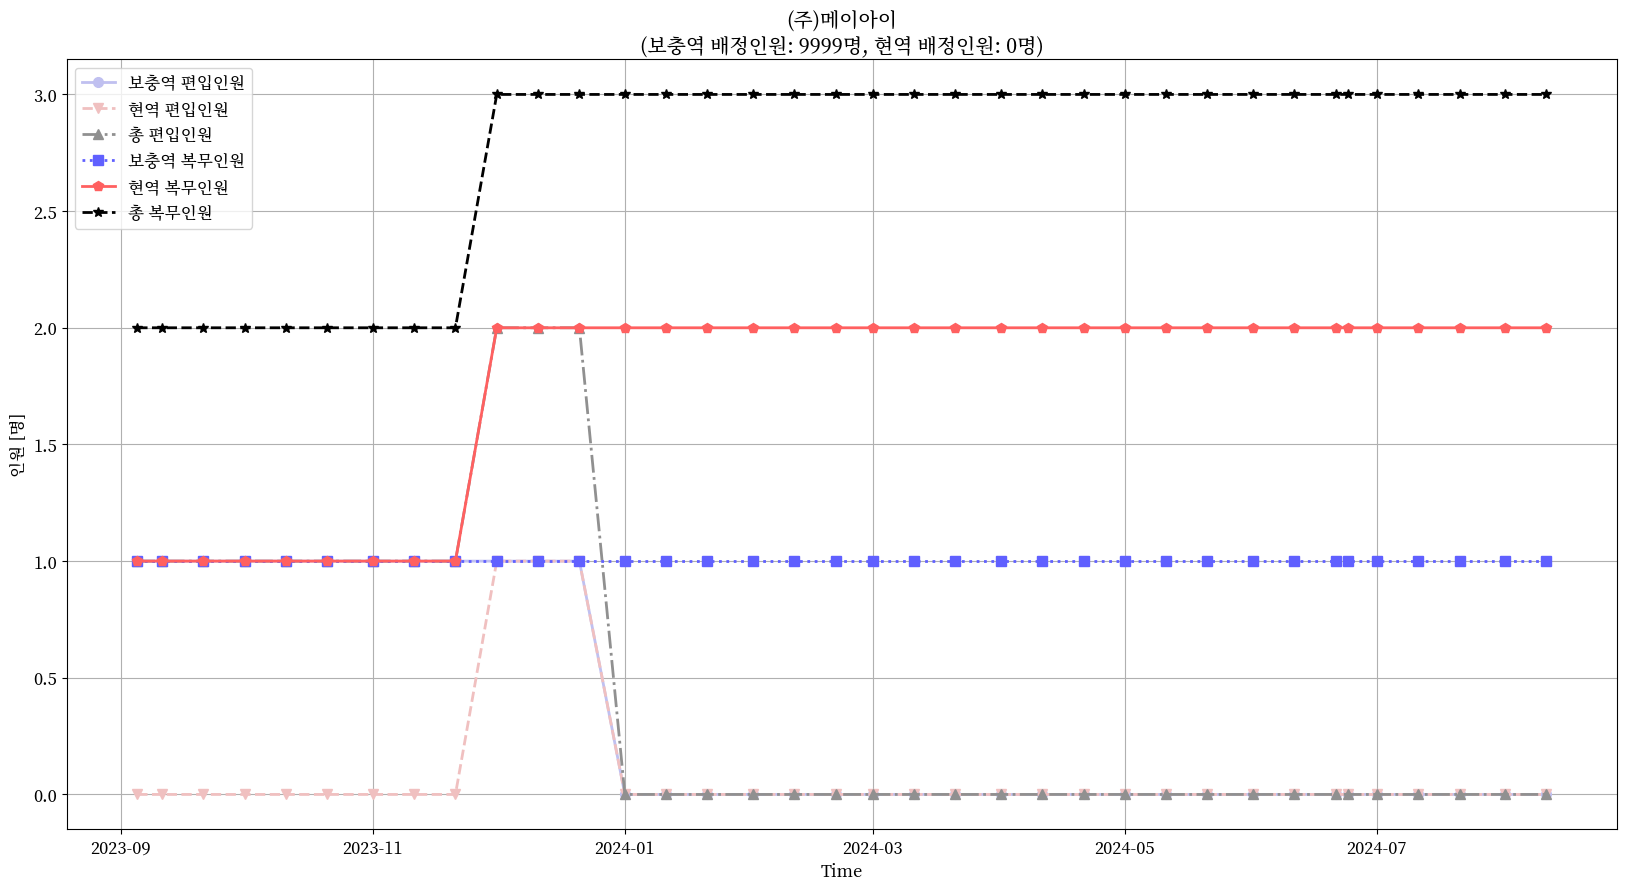 (주)메이아이
(보충역 배정인원: 9999명, 현역 배정인원: 0명)
보충역 편입인원
현역 편입인원
총 편입인원
보충역 복무인원
현역 복무인원
총 복무인원
3.0
2.5
2.0
1.5
1.0
0.5
0.0
인원 [명]
2023-09 2023-11 2024-01 2024-03 2024-05 2024-07
Time